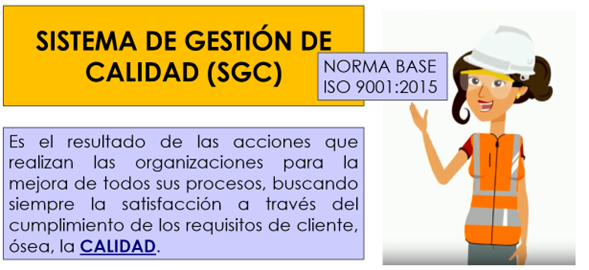 SISTEMA DE GESTIÓN DE
CALIDAD (SGC)
NORMA BASE
ISO 9001:2015
Es el resultado de las acciones que
realizan las organizaciones para la
mejora de todos sus procesos, buscando
siempre la satisfacción a través del
cumplimiento de los requisitos de cliente,
ósea, la CALIDAD.